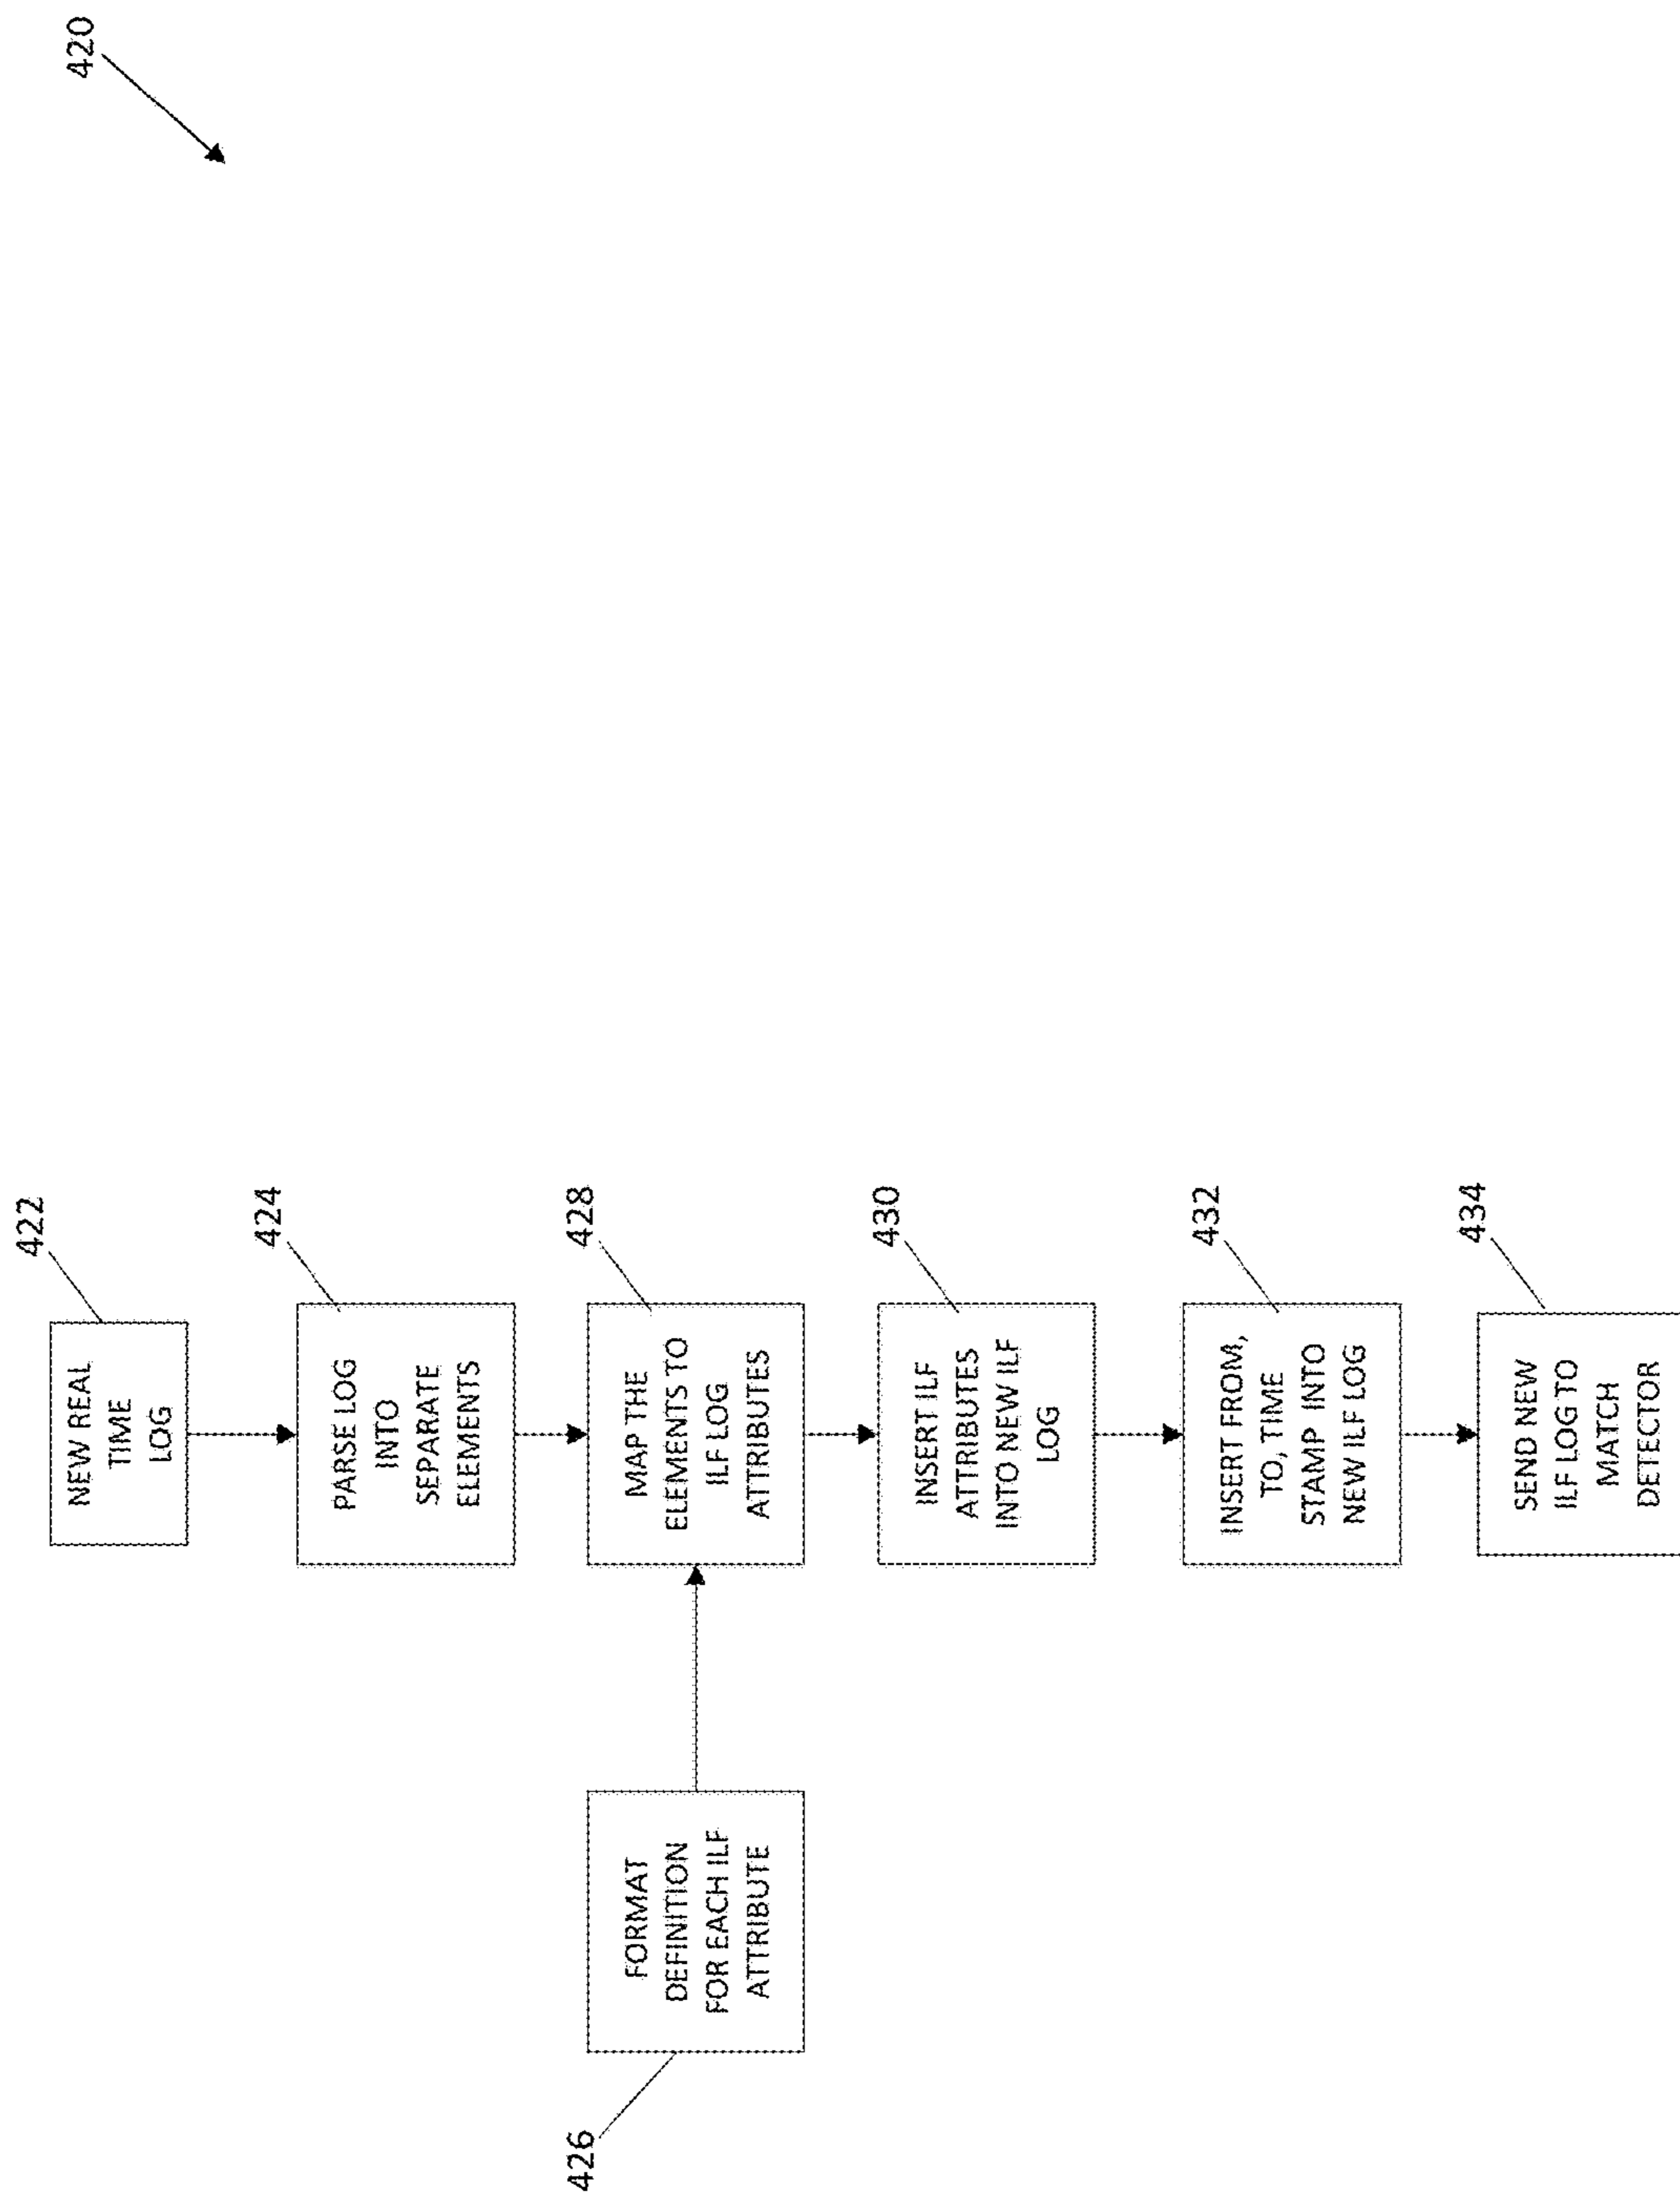 420
422
NEW REAL
TIME
LOG
424
PARSE LOG
INTO
SEPARATE
ELEMENTS
426
FORMAT
DEFINITION
FOR EACH ILF
ATTRIBUTE
428
MAP THE
ELEMENTS TO
ILF LOG
ATTRIBUTES
430
INSERT ILF
ATTRIBUTES
INTO NEW ILF
LOG
432
INSERT FROM,
TO, TIME
STAMP INTO
NEW ILF LOG
434
SEND NEW
ILF LOG TO
MATCH
DETECTOR